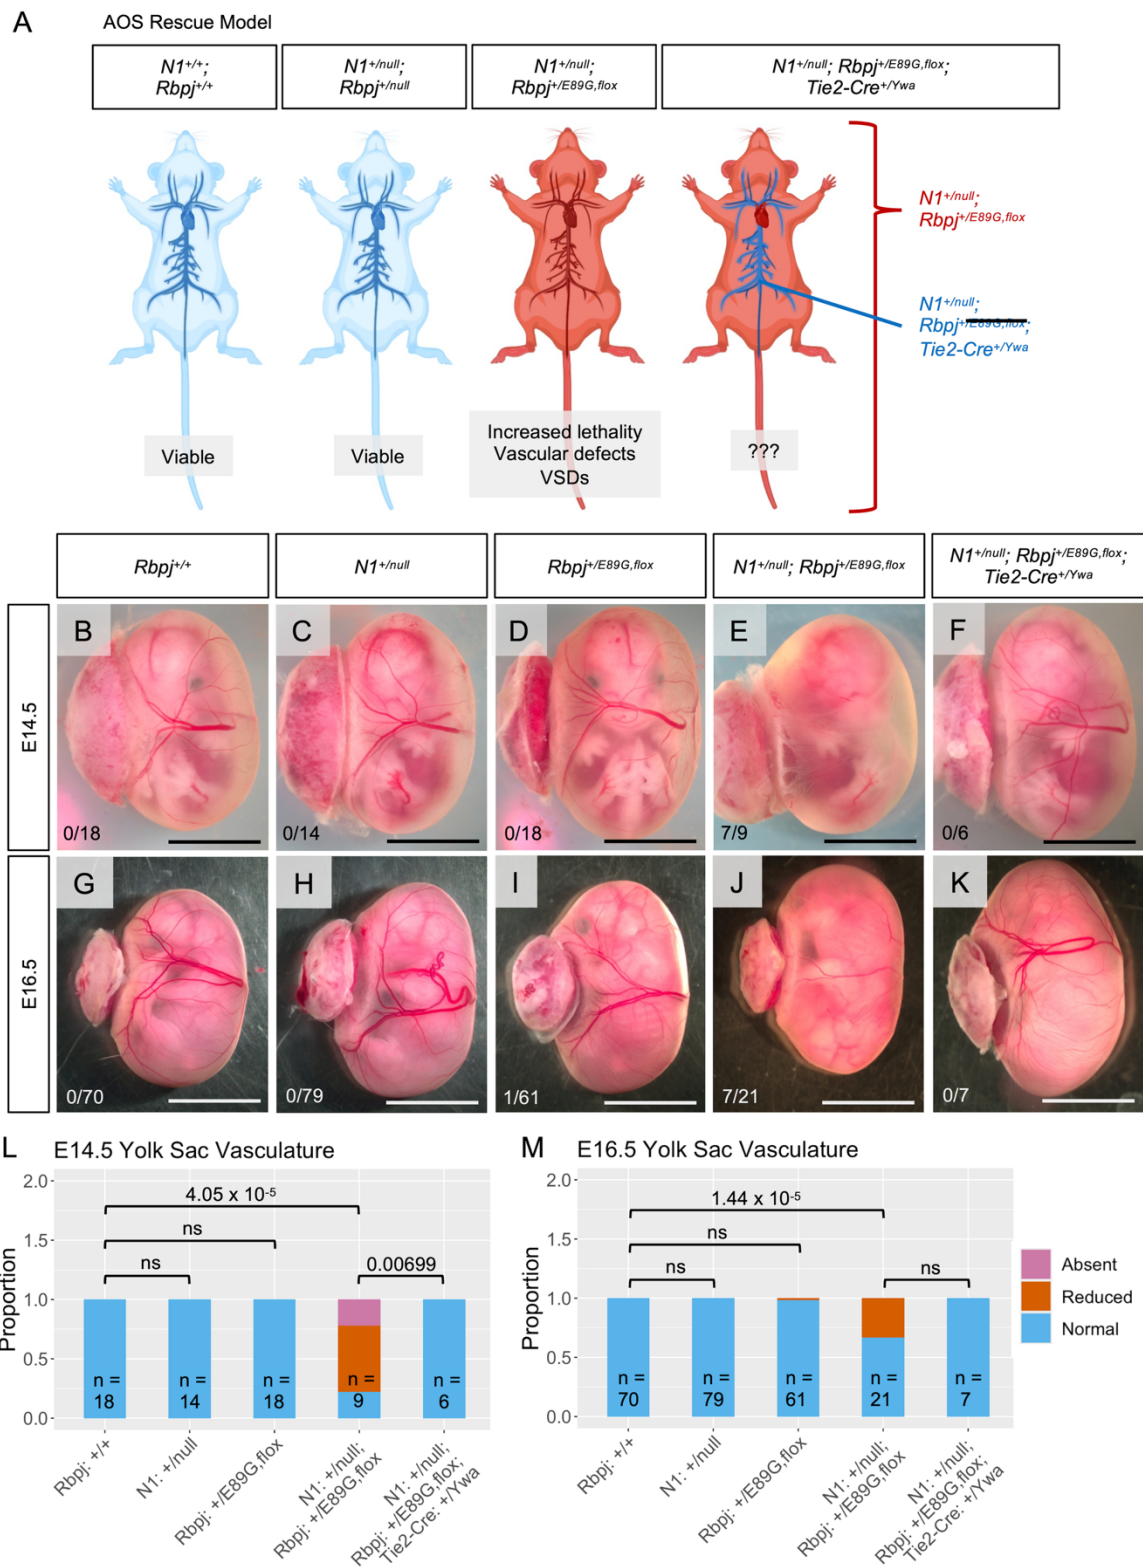 A
AOS Rescue Model
N1+/+;
Rbpj+/+
N1+/null;
Rbpj+/null
N1+/null;
Rbpj+/E89G,flox
N1+/null; Rbpj+/E89G,flox;
Tie2-Cre+/Ywa
N1+/null;
Rbpj+/E89G,flox
N1+/null;
Rbpj+/E89G,flox;
Tie2-Cre+/Ywa
Viable
Viable
Increased lethality
Vascular defects
VSDs
???
Rbpj+/+
N1+/null
Rbpj+/E89G,flox
N1+/null; Rbpj+/E89G,flox
N1+/null; Rbpj+/E89G,flox;
Tie2-Cre+/Ywa
E14.5
B
0/18
C
0/14
D
0/18
E
7/9
F
0/6
E16.5
G
0/70
H
0/79
I
1/61
J
7/21
K
0/7
L
E14.5 Yolk Sac Vasculature
Proportion
2.0
1.5
1.0
0.5
0.0
4.05 x 10-5
ns
ns
0.00699
n =
18
n =
14
n =
18
n =
9
n =
6
Rbpj: +/+
N1: +/null
Rbpj: +/E89G,flox
N1: +/null;
Rbpj: +/E89G,flox
N1: +/null;
Rbpj: +/E89G,flox;
Tie2-Cre: +/Ywa
M
E16.5 Yolk Sac Vasculature
Proportion
2.0
1.5
1.0
0.5
0.0
1.44 x 10-5
ns
ns
ns
n =
70
n =
79
n =
61
n =
21
n =
7
Rbpj: +/+
N1: +/null
Rbpj: +/E89G,flox
N1: +/null;
Rbpj: +/E89G,flox
N1: +/null;
Rbpj: +/E89G,flox;
Tie2-Cre: +/Ywa
Absent
Reduced
Normal